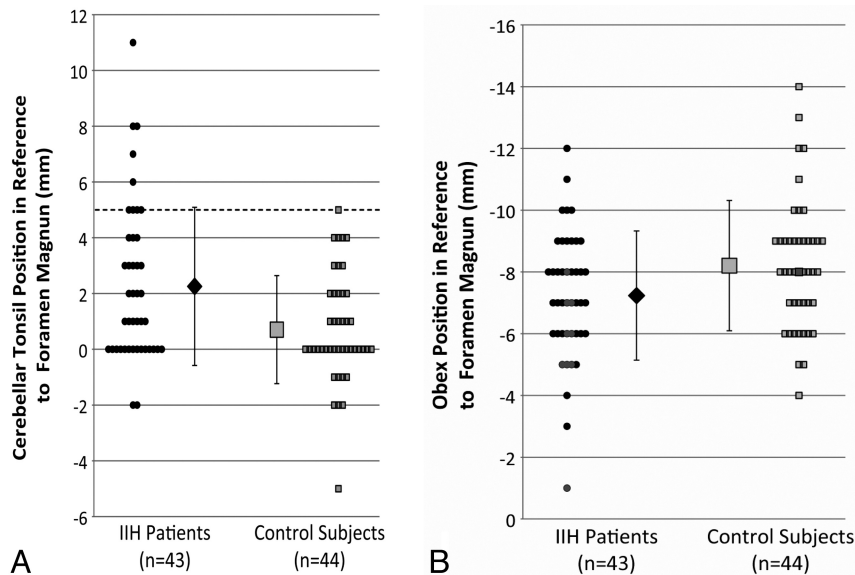 Cerebellar Tonsil Position in Reference
to Foramen Magnun (mm)
12
10
8
6
4
2
0
-2
-4
-6
IIH Patients
(n=43)
Control Subjects
(n=44)
A
Obex Position in Reference
to Foramen Magnun (mm)
-16
-14
-12
-10
-8
-6
-4
-2
0
IIH Patients
(n=43)
Control Subjects
(n=44)
B